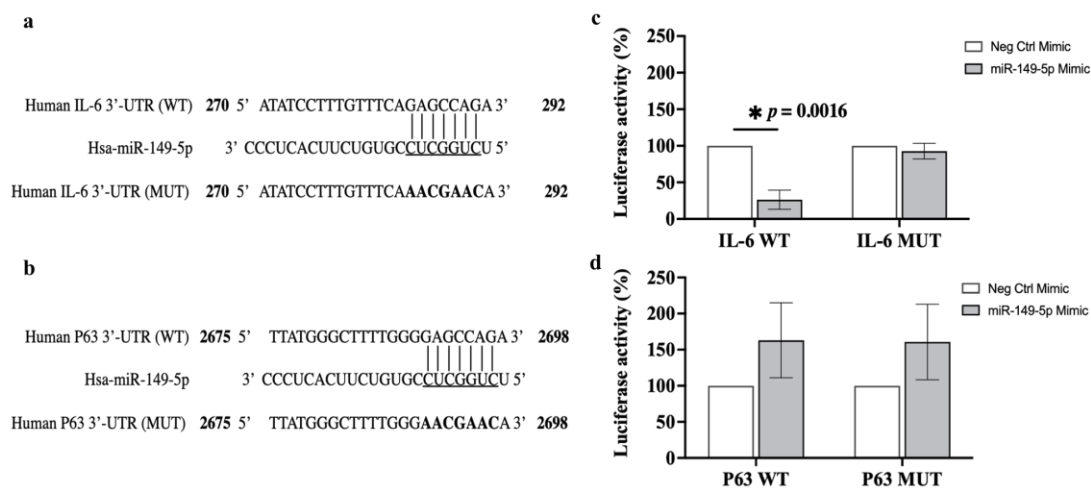 a
Human IL-6 3'-UTR (WT) 270 5' ATATCCTTTGTTTCAGAGCCAGA 3' 292
Hsa-miR-149-5p 3' CCCUCACUUCUGUGCCUCGGUCU 5'
Human IL-6 3'-UTR (MUT) 270 5' ATATCCTTTGTTTCAAACGAACA 3' 292
b
Human P63 3'-UTR (WT) 2675 5' TTATGGGCTTTTGGGGAGCCAGA 3' 2698
Hsa-miR-149-5p 3' CCCUCACUUCUGUGCCUCGGUCU 5'
Human P63 3'-UTR (MUT) 2675 5' TTATGGGCTTTTGGGAACGAACA 3' 2698
c
Luciferase activity (%)
250
200
150
100
50
0
* p = 0.0016
IL-6 WT IL-6 MUT
Neg Ctrl Mimic
miR-149-5p Mimic
d
Luciferase activity (%)
250
200
150
100
50
0
P63 WT P63 MUT
Neg Ctrl Mimic
miR-149-5p Mimic